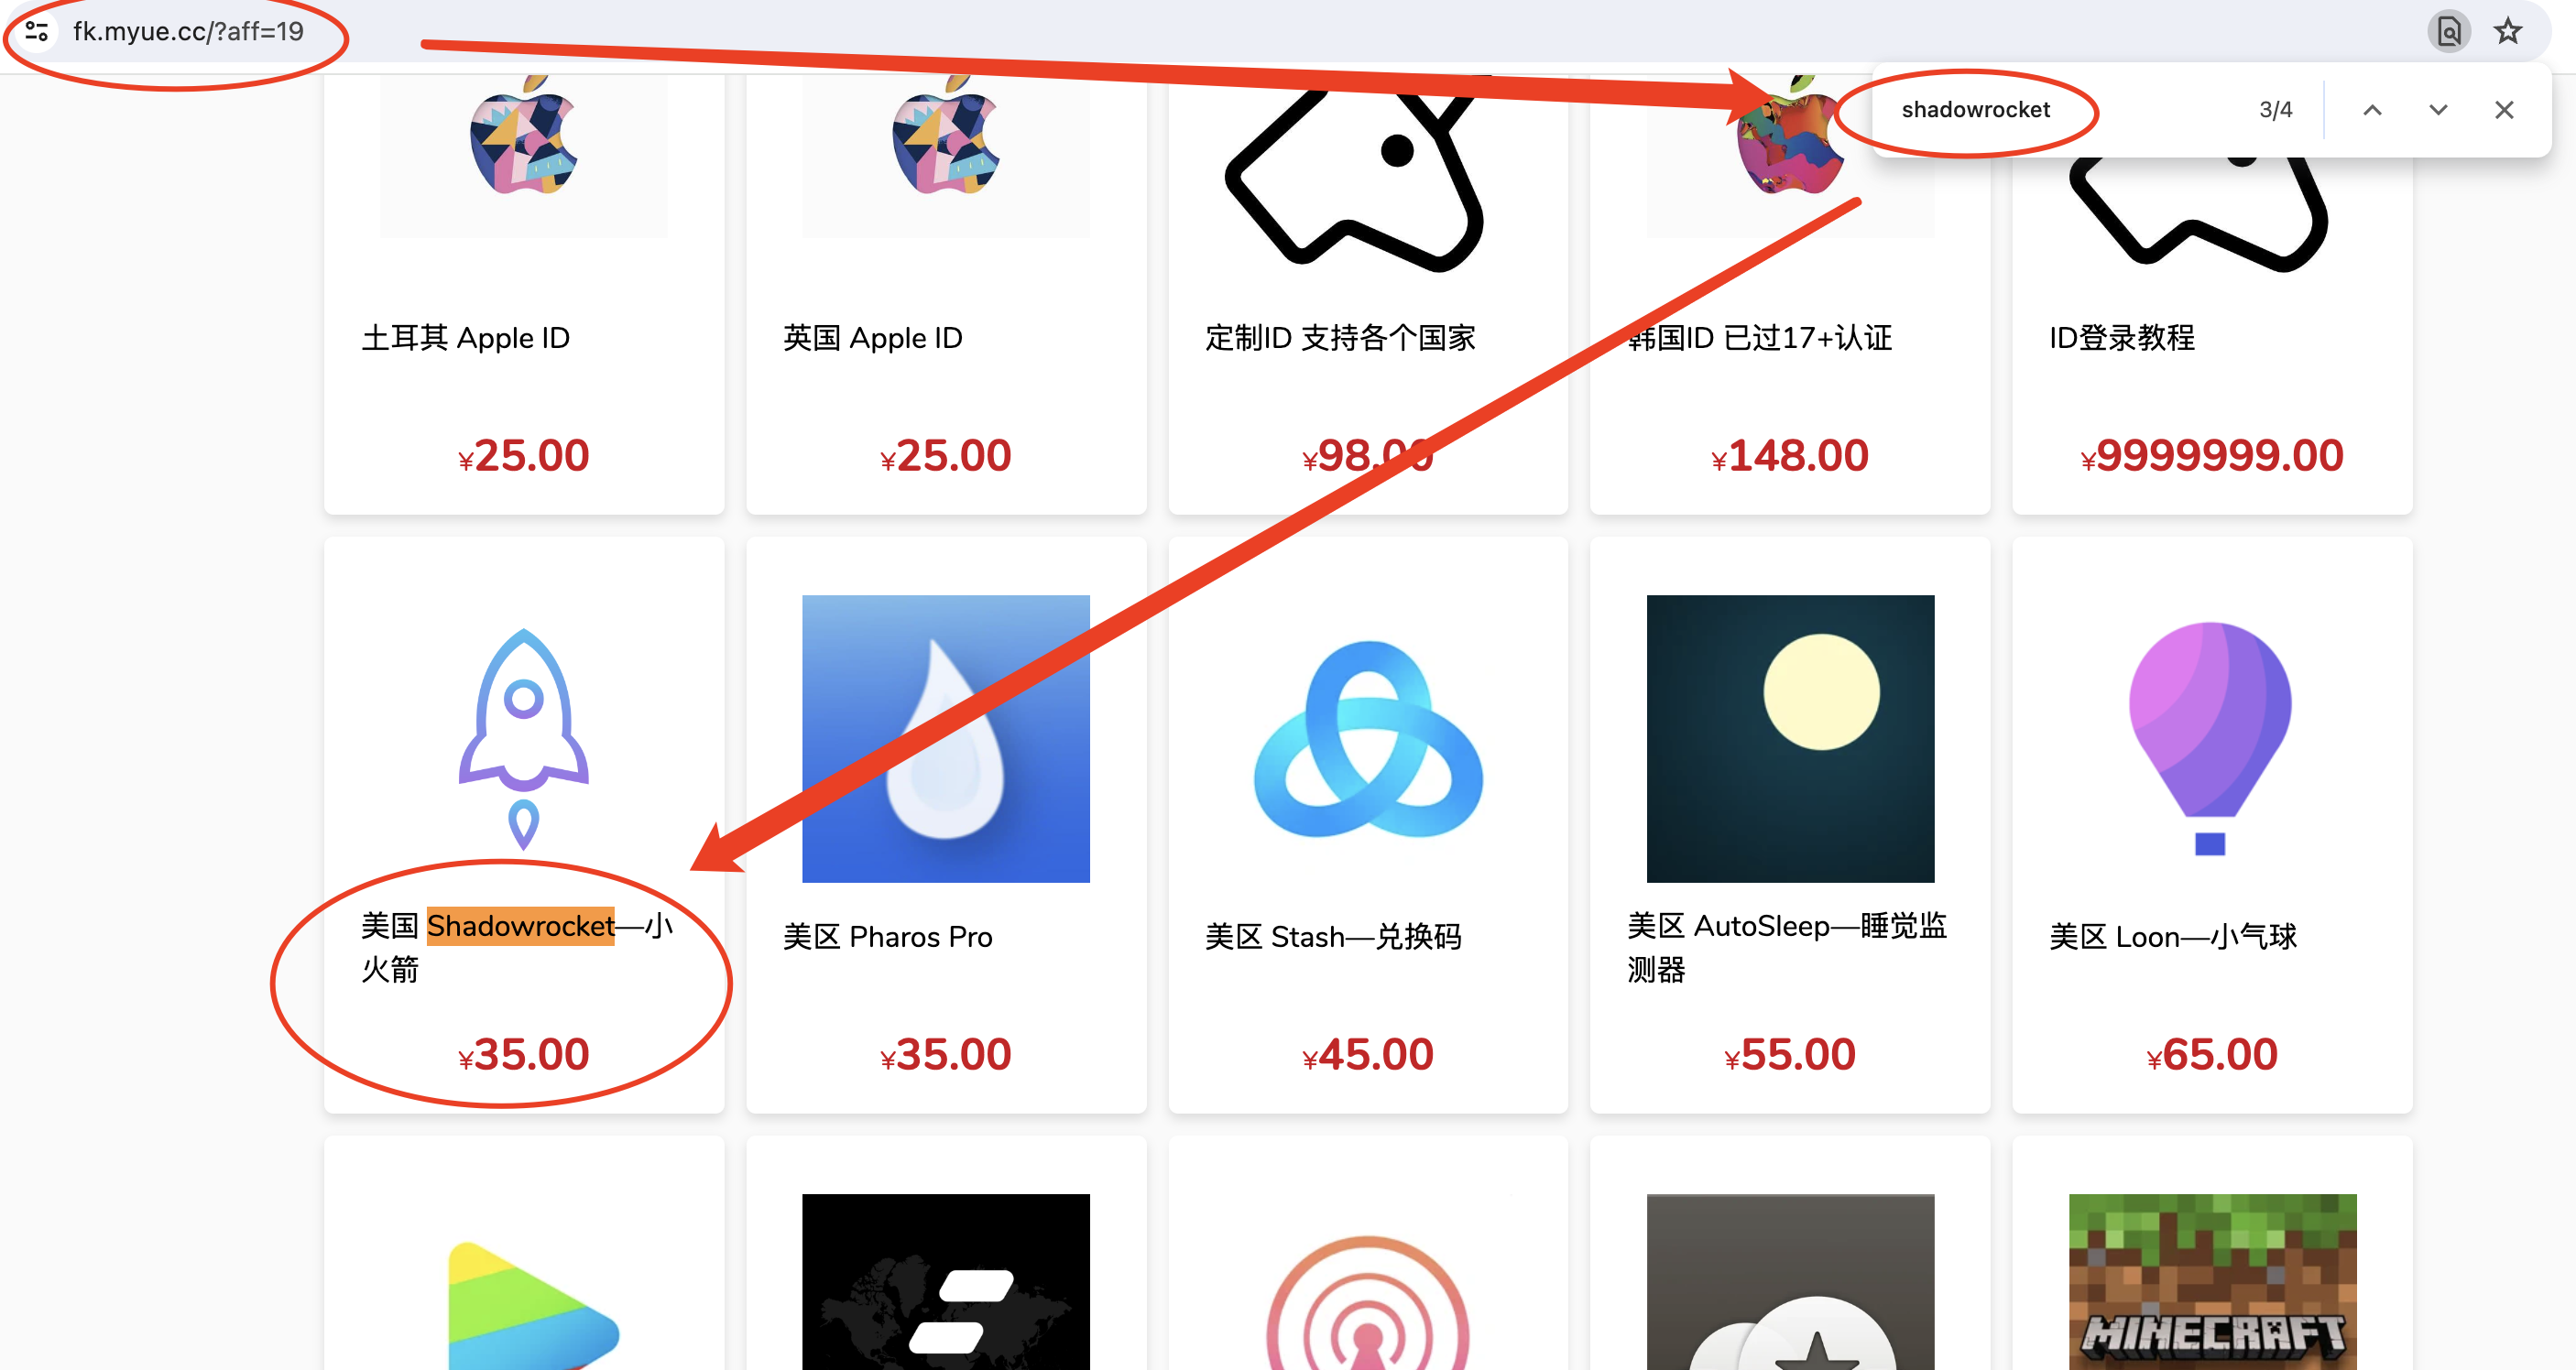 fk.myue.cc/?aff=19
shadowrocket
3/4
土耳其 Apple ID
英国 Apple ID
定制ID 支持各个国家
韩国ID 已过17+认证
ID登录教程
¥25.00
¥25.00
¥98.00
¥148.00
¥9999999.00
美国 Shadowrocket—小
火箭
美区 Pharos Pro
美区 Stash—兑换码
美区 AutoSleep—睡觉监
测器
美区 Loon—小气球
¥35.00
¥35.00
¥45.00
¥55.00
¥65.00
MINECRAFT